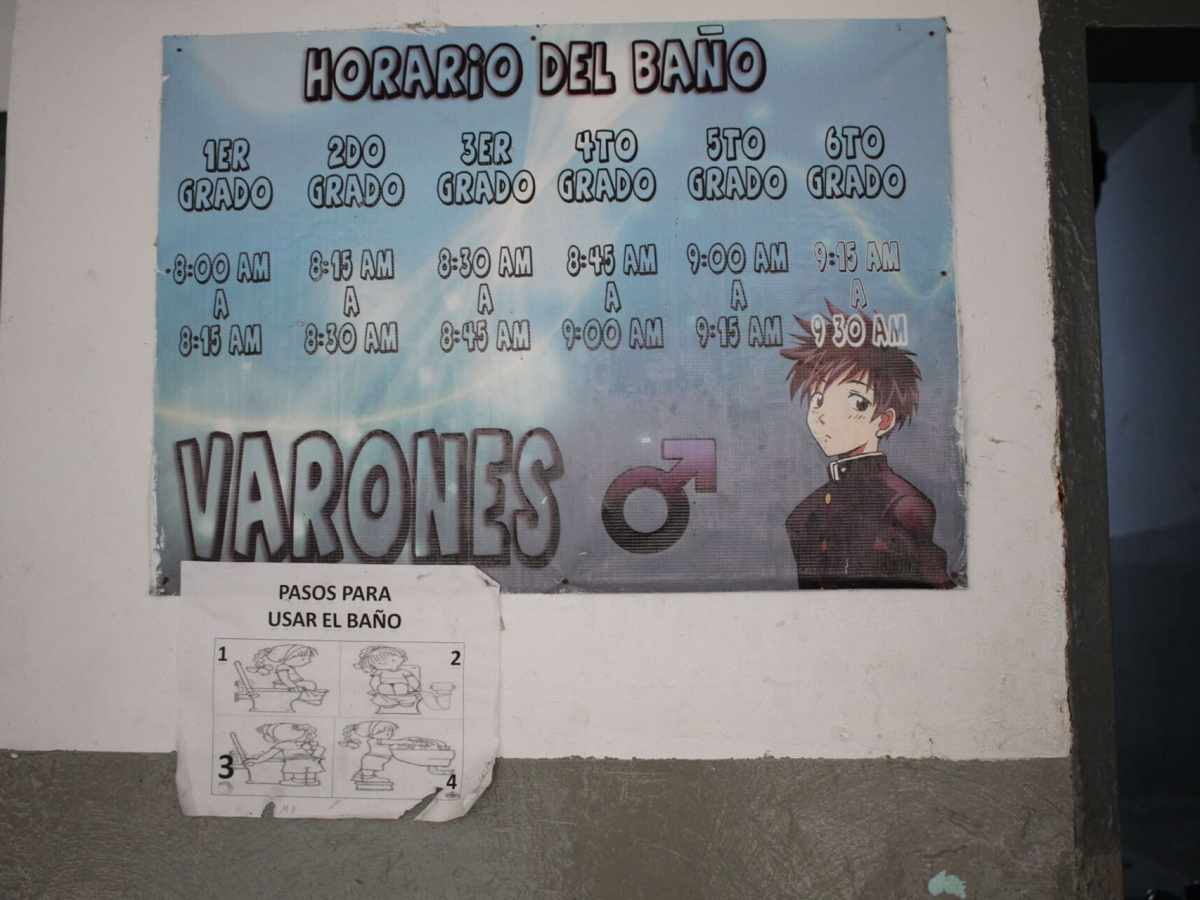 HORARIO DEL BAÑO
1ER GRADO
2DO GRADO
3ER GRADO
4TO GRADO
5TO GRADO
6TO GRADO
8:00 AM A 8:15 AM
8:15 AM A 8:30 AM
8:30 AM A 8:45 AM
8:45 AM A 9:00 AM
9:00 AM A 9:15 AM
9:15 AM A 9 30 AM
VARONES
PASOS PARA
USAR EL BAÑO
1
2
3
4